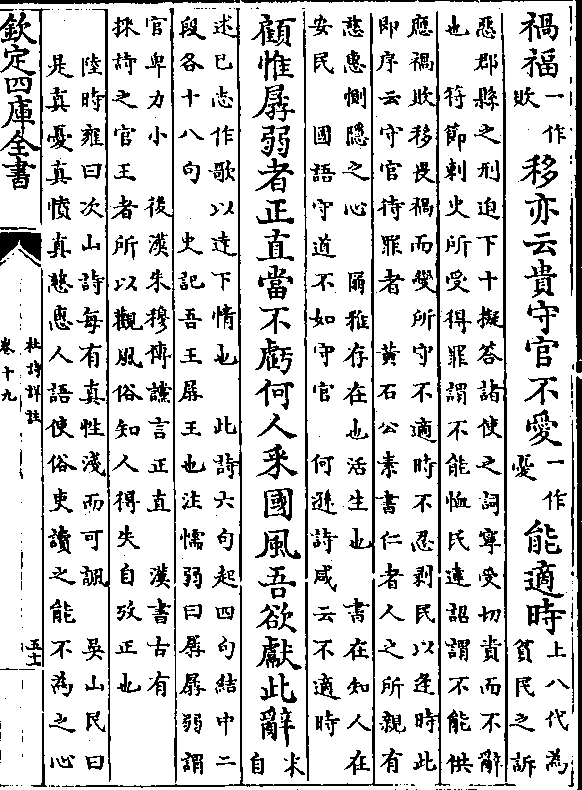 禍福一作敗移亦云貴守官不愛一作憂能適時上八代為貧民之訴
惡郡縣之刑迫下十擬答諸使之詞寧受切責而不辭
也 符節刺史所受得罪謂不能恤民違詔謂不能供
應禍敗移畏禍而變所守不適時不忍剥民以逢時此
即序云守官待罪者 黃石公素書仁者人之所親有
慈惠惻隱之心 爾雅存在也活生也 書在知人在
安民 國語守道不如守官 何遜詩咸云不適時
顧惟孱弱者正直當不虧何人采國風吾欲獻此辭末自
述已志作歌以達下情也 此詩六句起四句結中二
段各十八句 史記吾王孱王也注懦弱曰孱孱弱謂
官卑力小 後漢朱穆傳讜言正直 漢書古有
採詩之官王者所以觀風俗知人得失自攷正也
陸時雍曰次山詩每有真性淺而可諷 吳山民曰
是真憂真憤真慈惠人語使俗吏讀之能不為之心
欽定四庫全書
杜詩詳註
卷十九